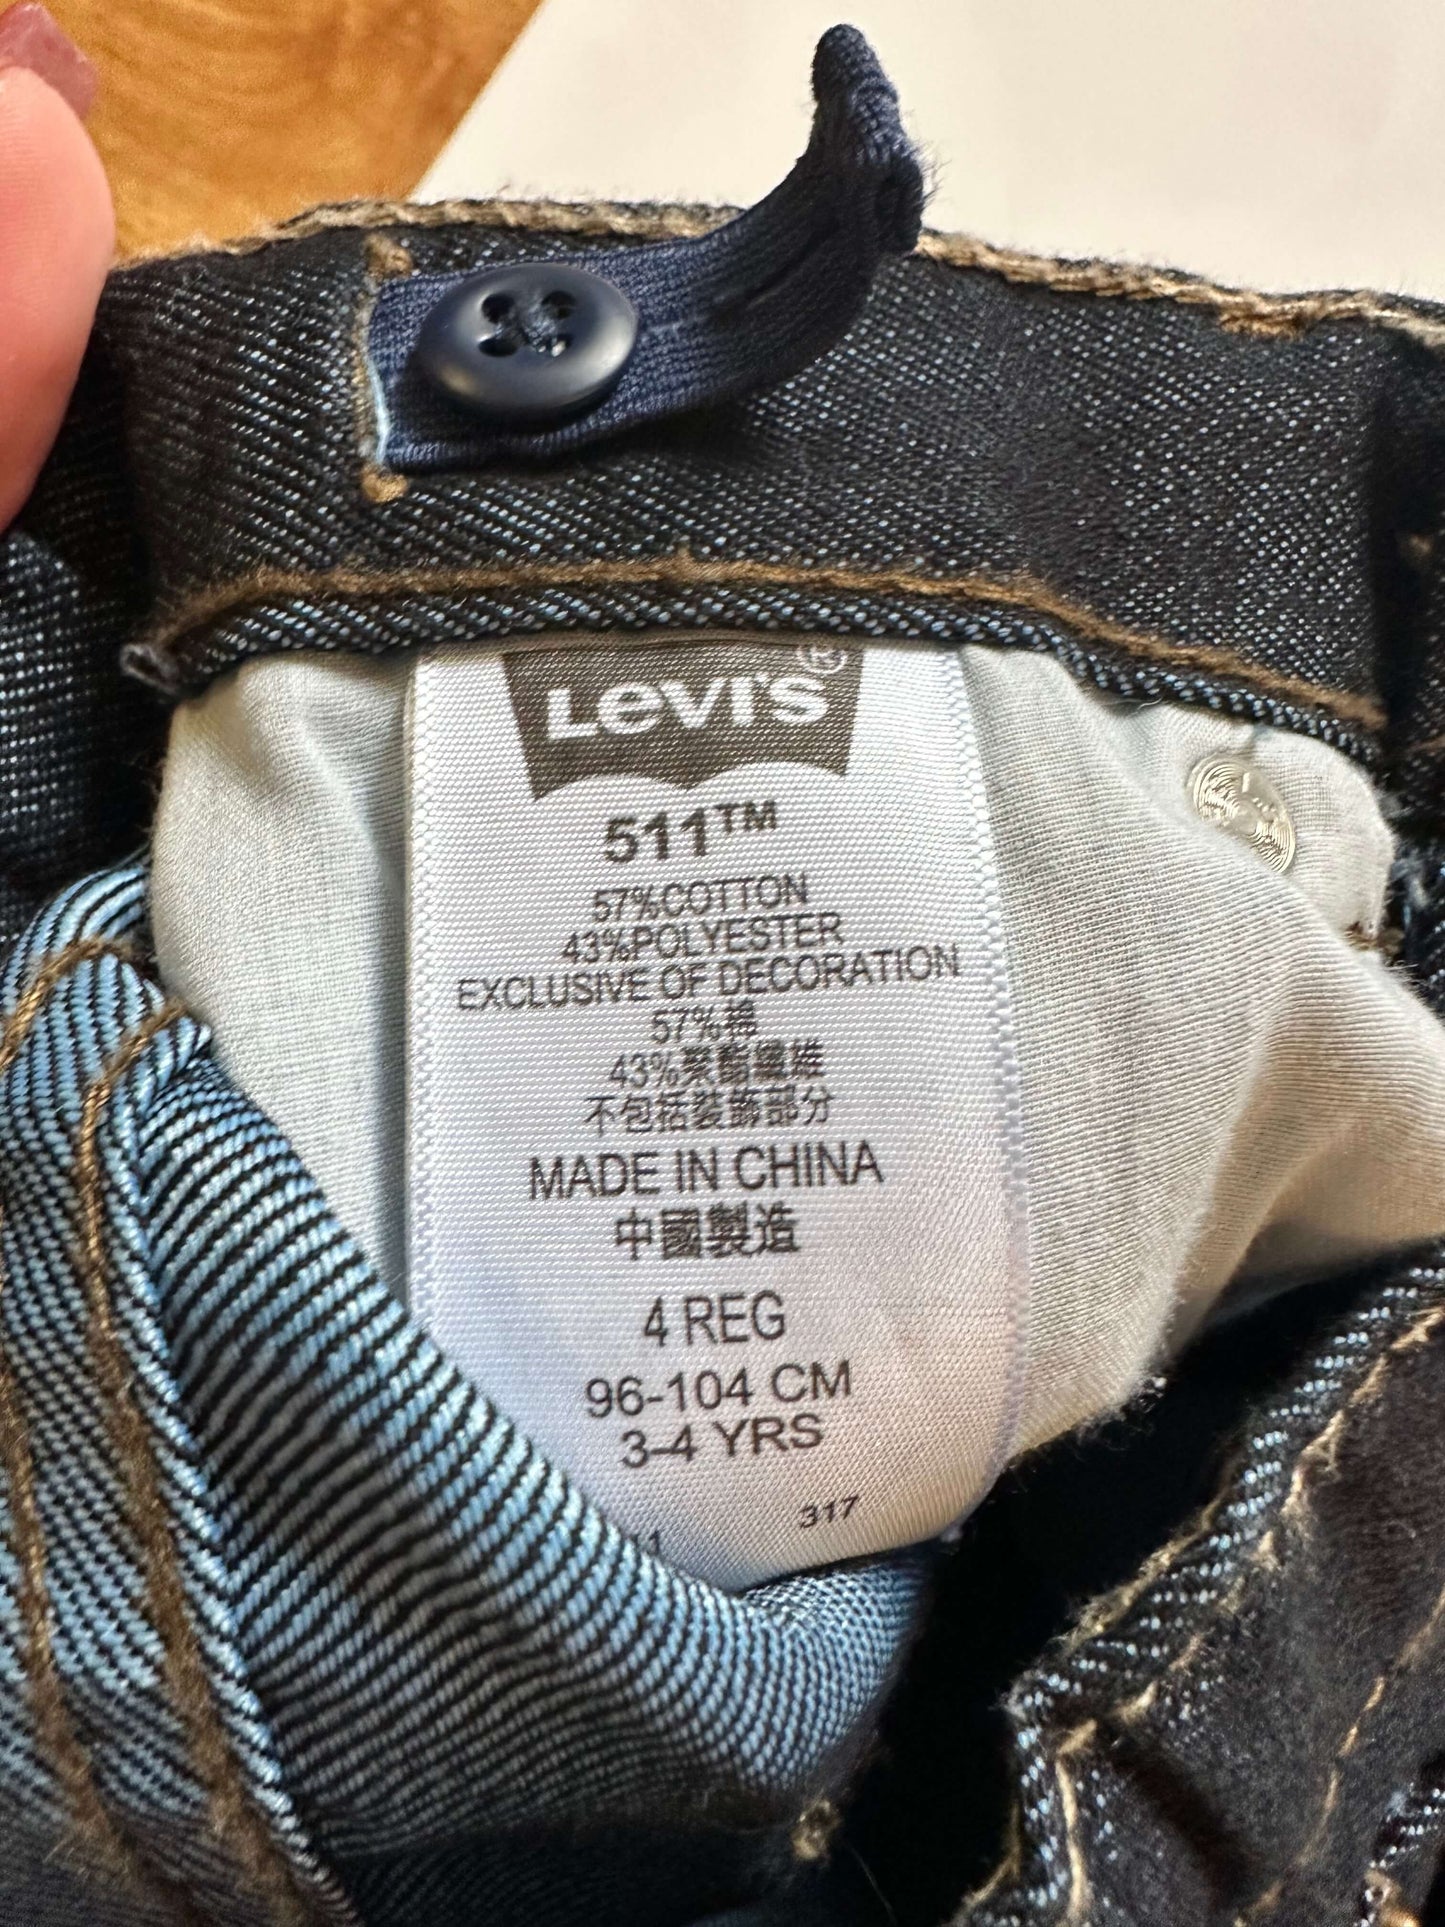 Levi's®
511™
57%COTTON
43%POLYESTER
EXCLUSIVE OF DECORATION
57%棉
43%聚酯纖維
不包括裝飾部分
MADE IN CHINA
中國製造
4 REG
96-104 CM
3-4 YRS
317